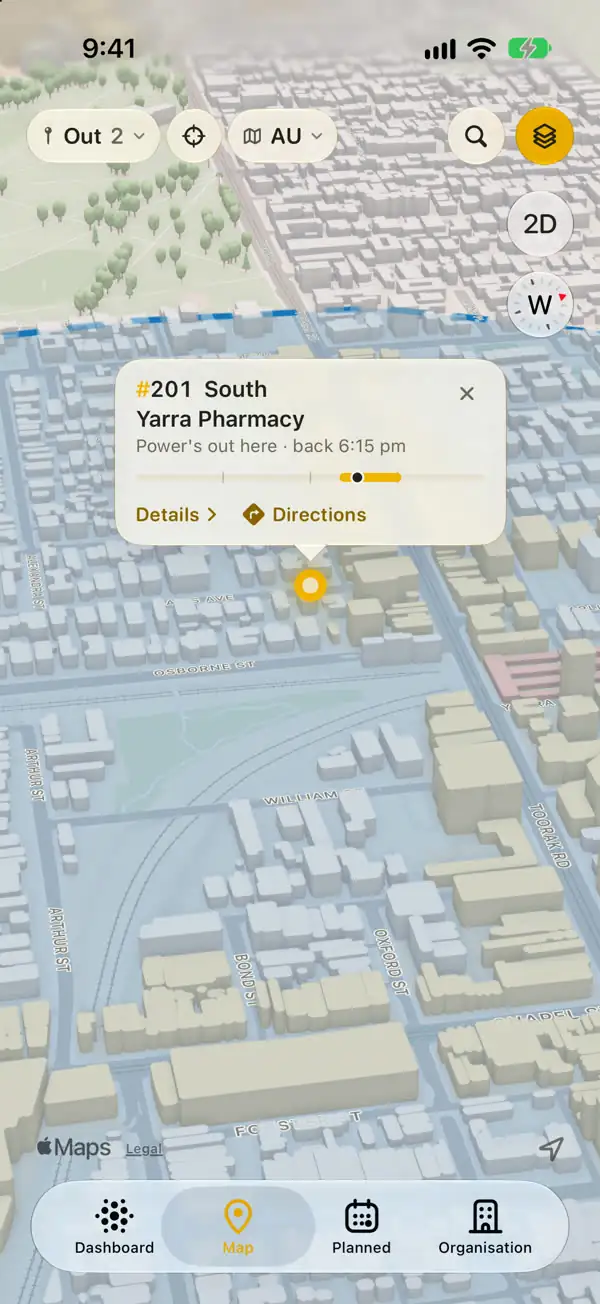 9:41
Out 2
AU
2D
W
#201 South
Yarra Pharmacy
Power's out here · back 6:15 pm
Details
Directions
OSBORNE ST
ARTHUR ST
WILLIAM
TOORAK RD
ARTHUR ST
BOND ST
OXFORD ST
Maps
Legal
Dashboard
Map
Planned
Organisation